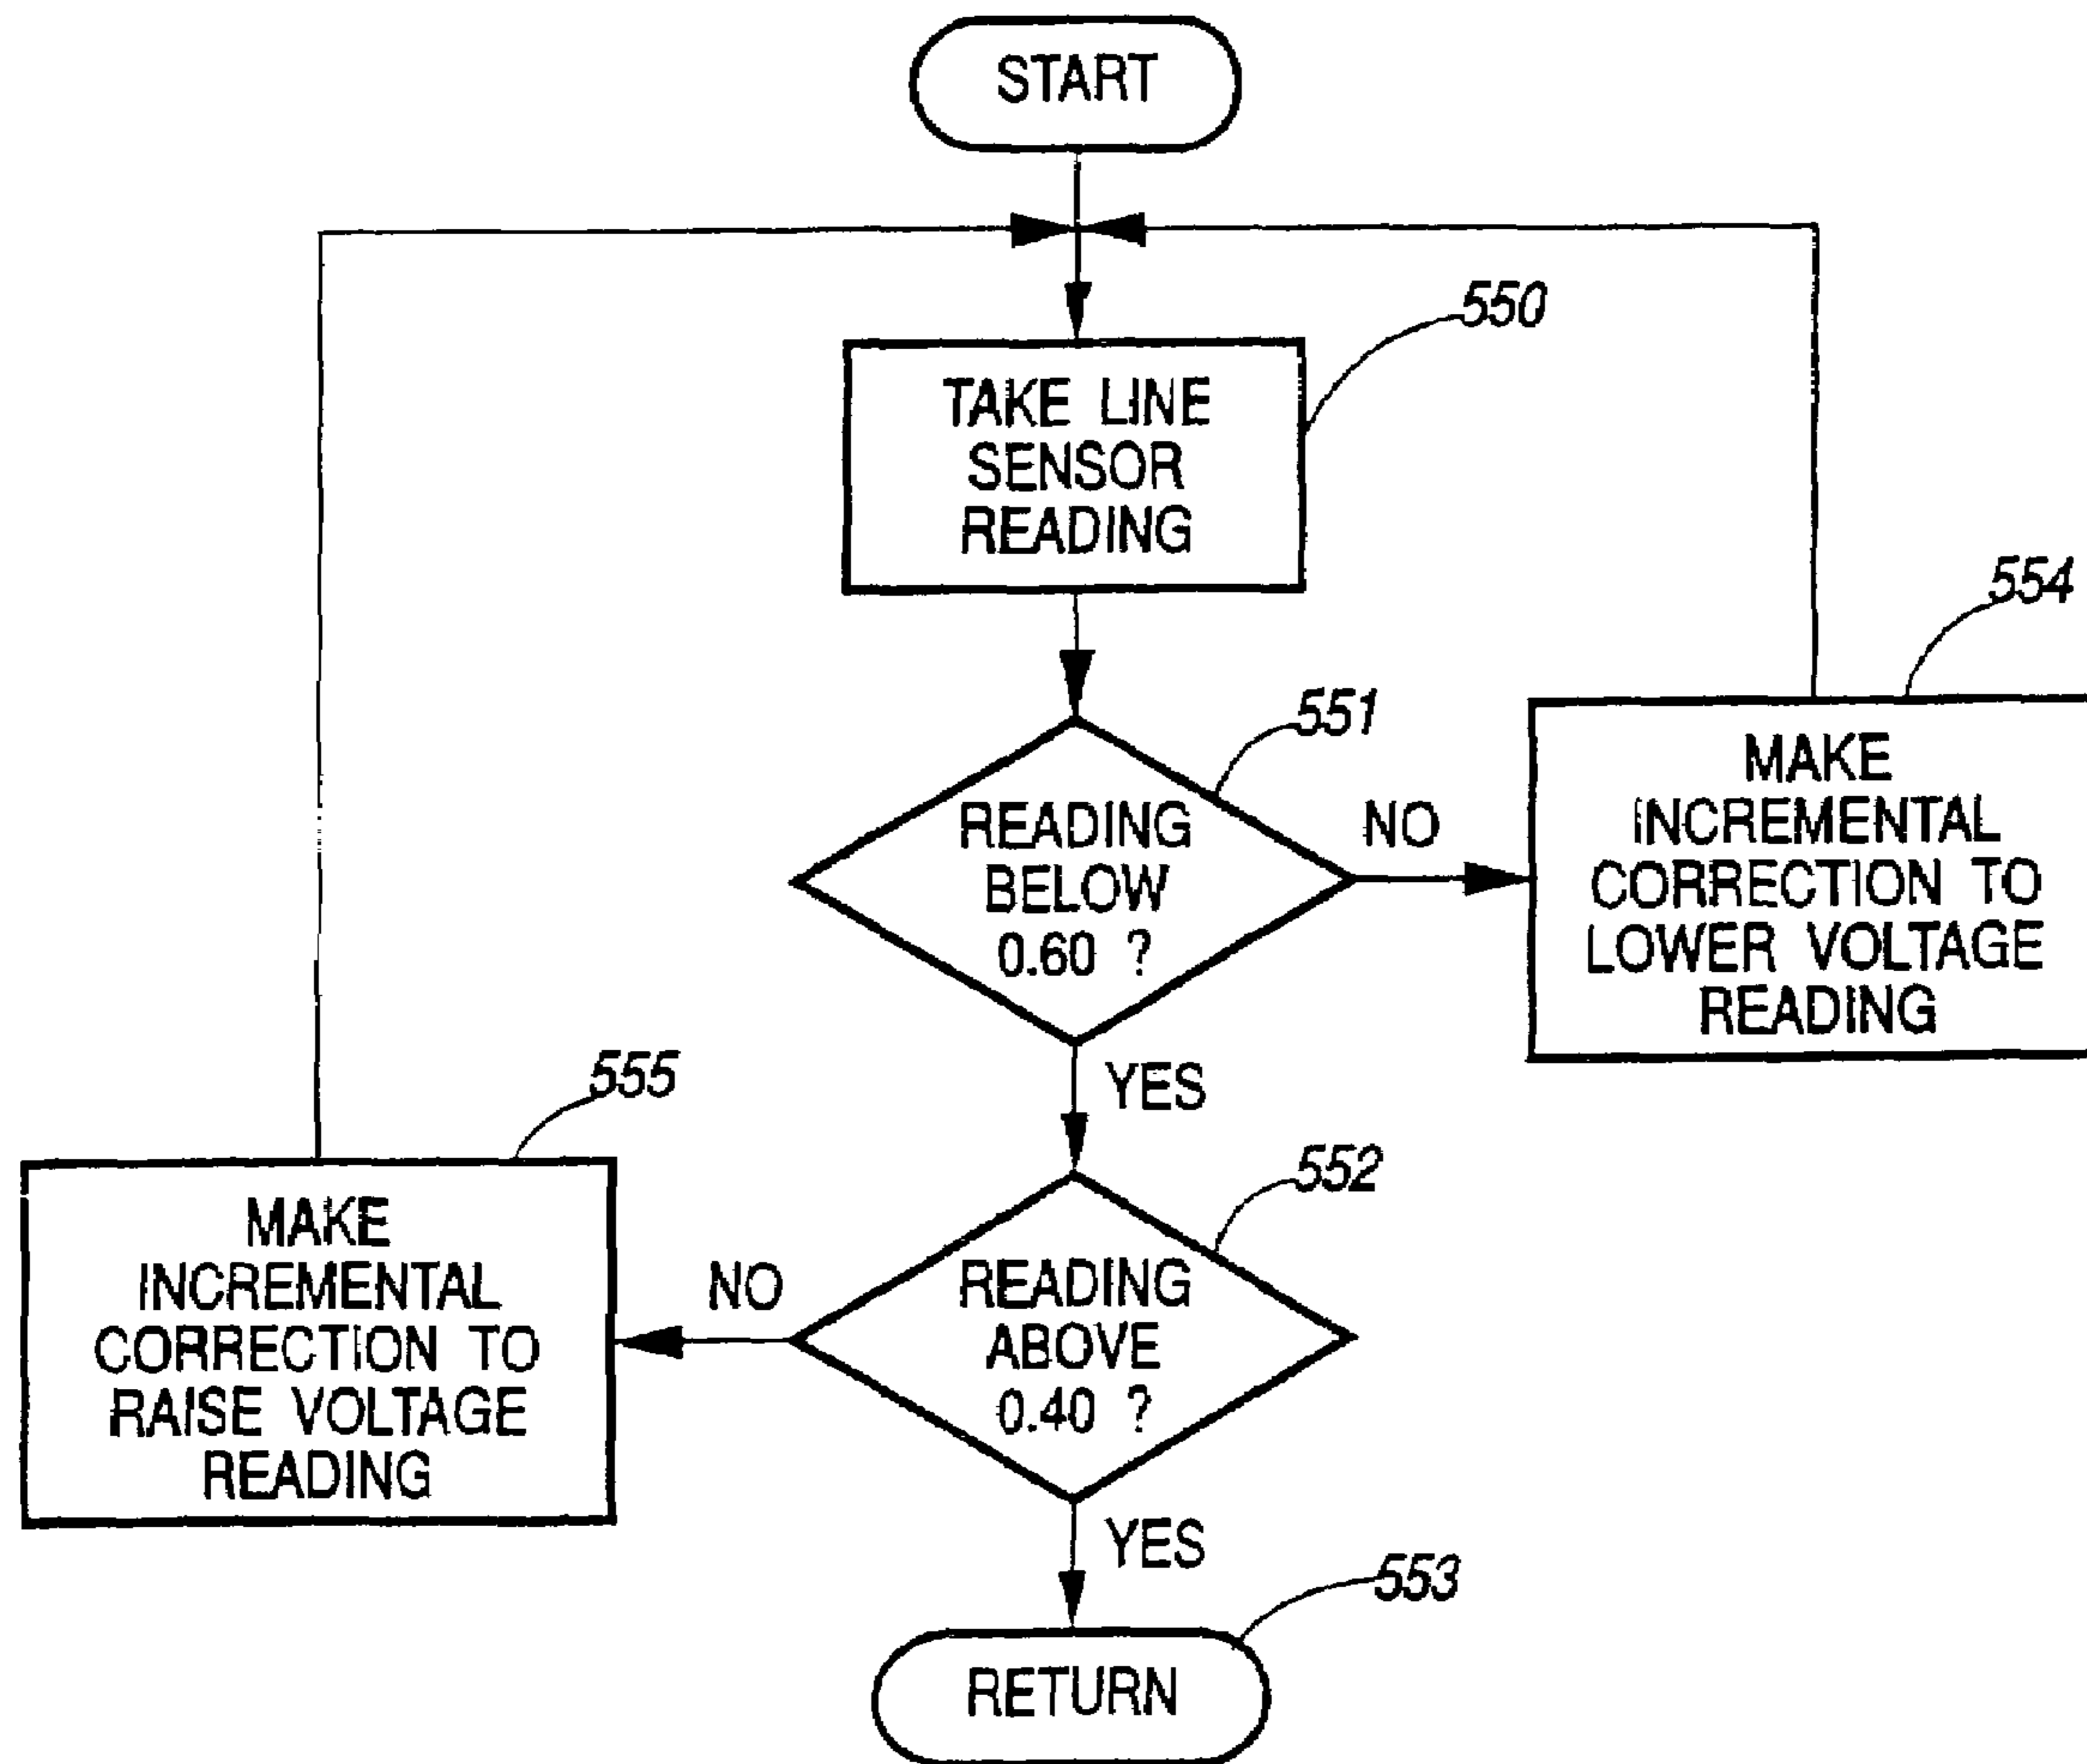 START
550
TAKE LINE
SENSOR
READING
554
551
READING
BELOW
0.60 ?
NO
MAKE
INCREMENTAL
CORRECTION TO
LOWER VOLTAGE
READING
YES
555
552
MAKE
INCREMENTAL
CORRECTION TO
RAISE VOLTAGE
READING
NO
READING
ABOVE
0.40 ?
YES
553
RETURN